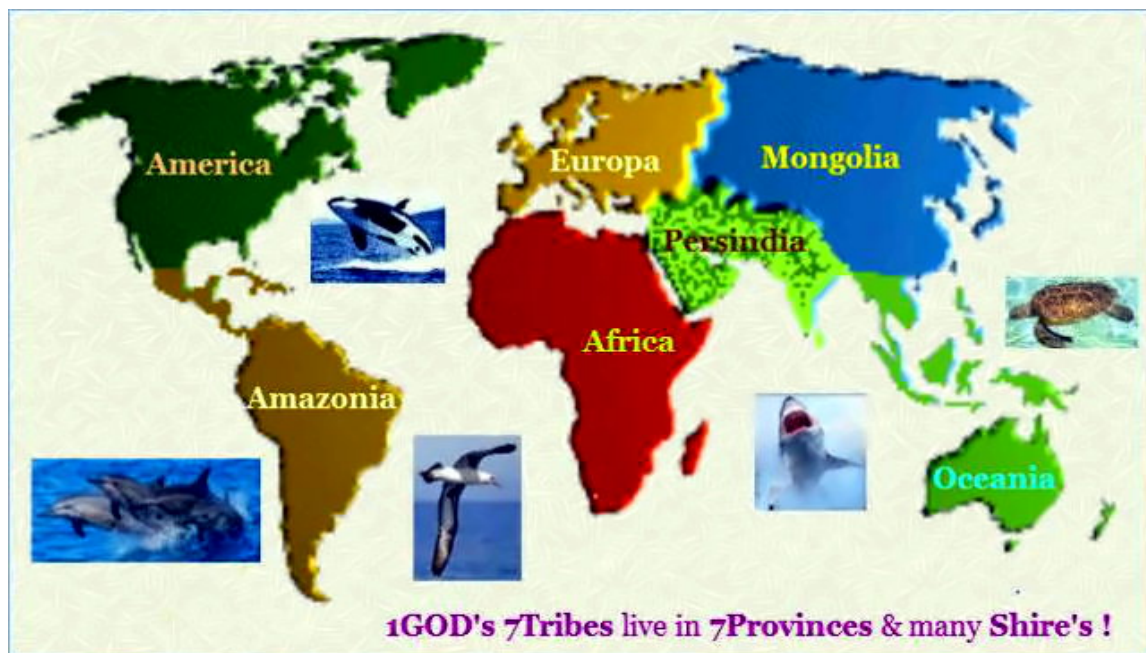 America
Europa
Mongolia
Persindia
Africa
Amazonia
Oceania
1GOD's 7Tribes live in 7Provinces & many Shire's !